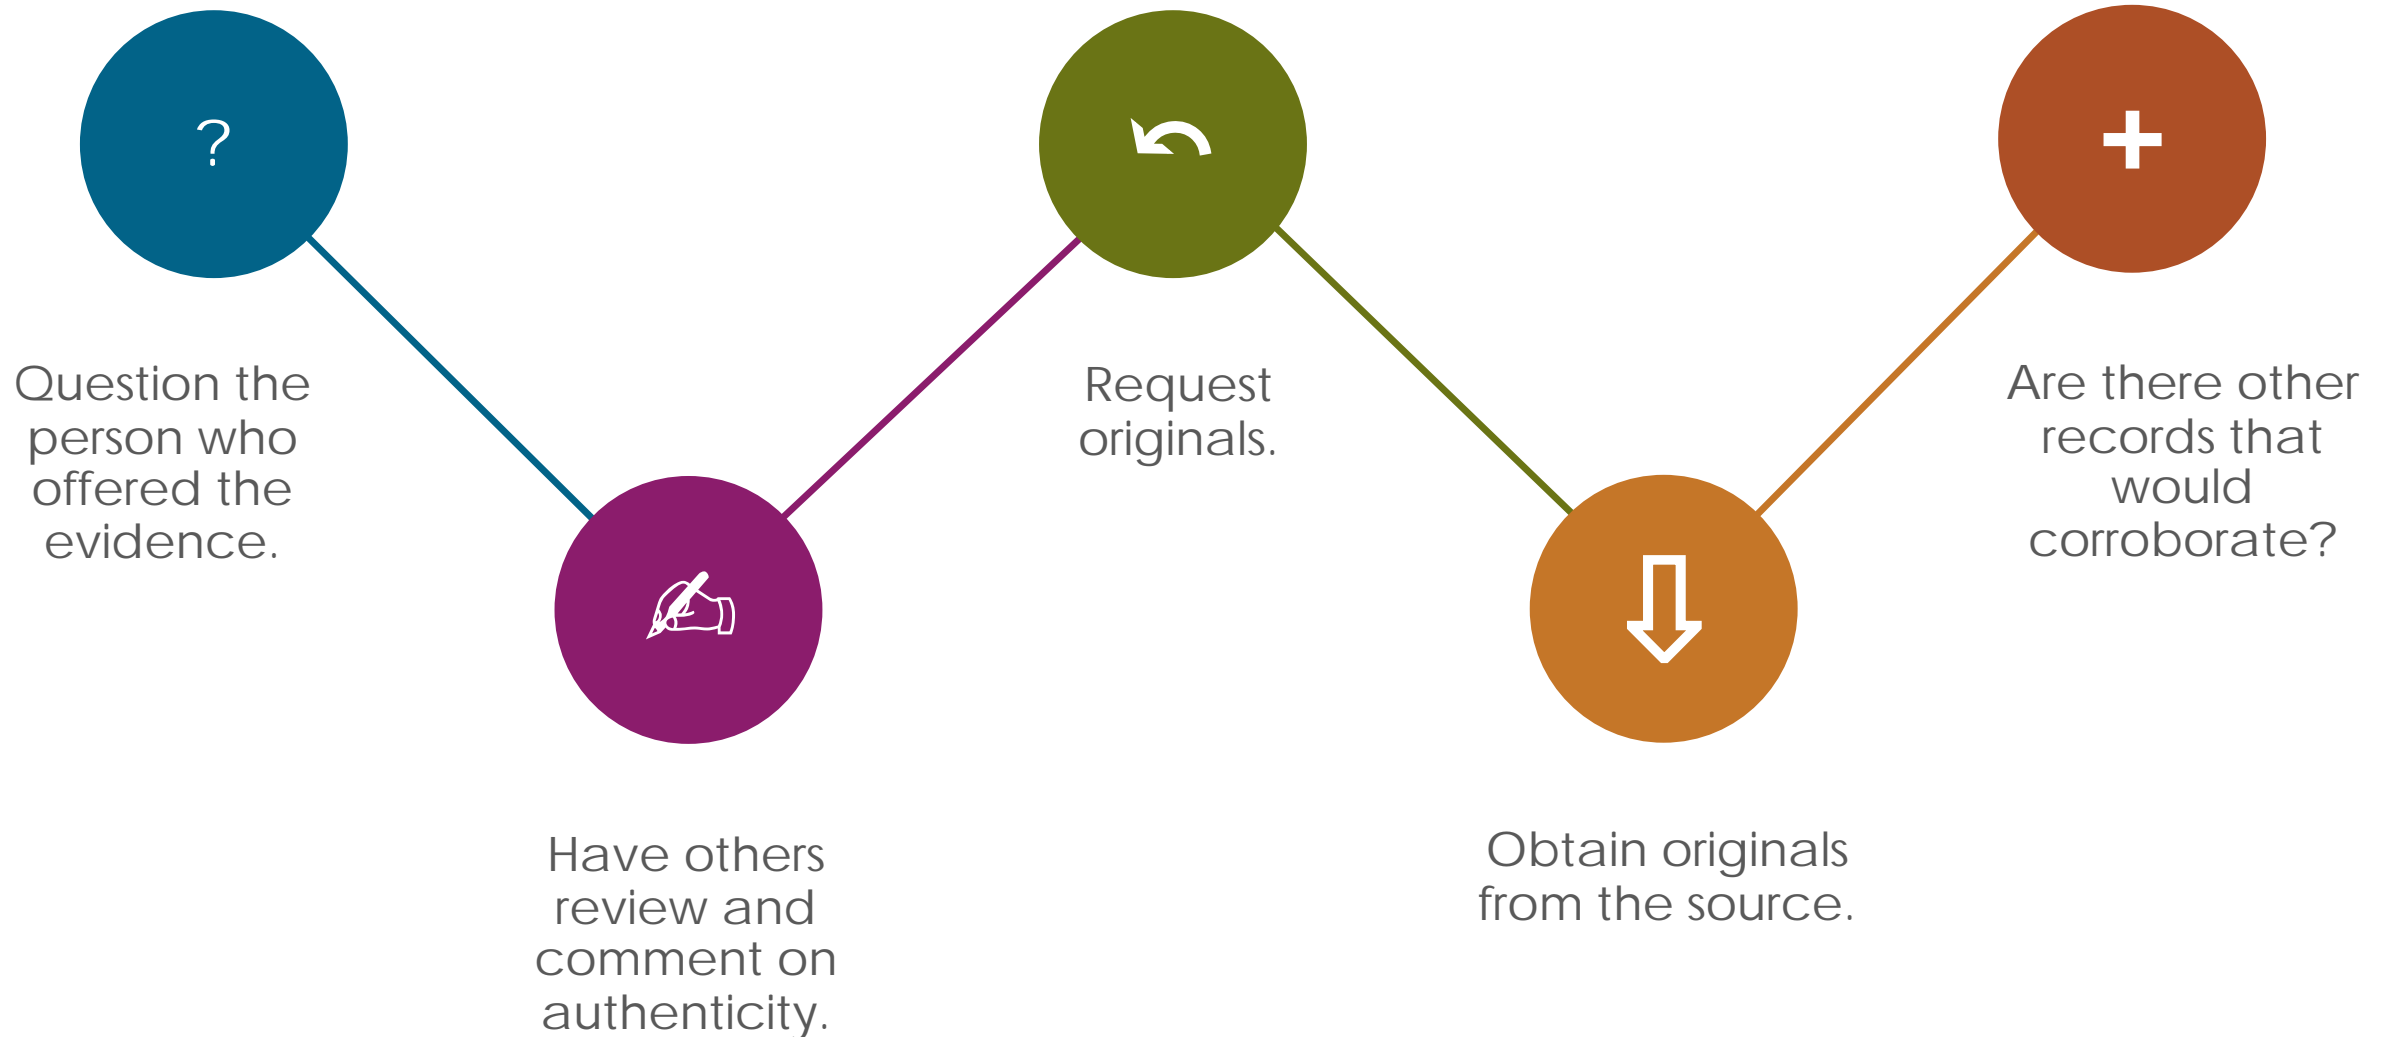 ?
Question the
person who
offered the
evidence.
Have others
review and
comment on
authenticity.
Request
originals.
Obtain originals
from the source.
+
Are there other
records that
would
corroborate?